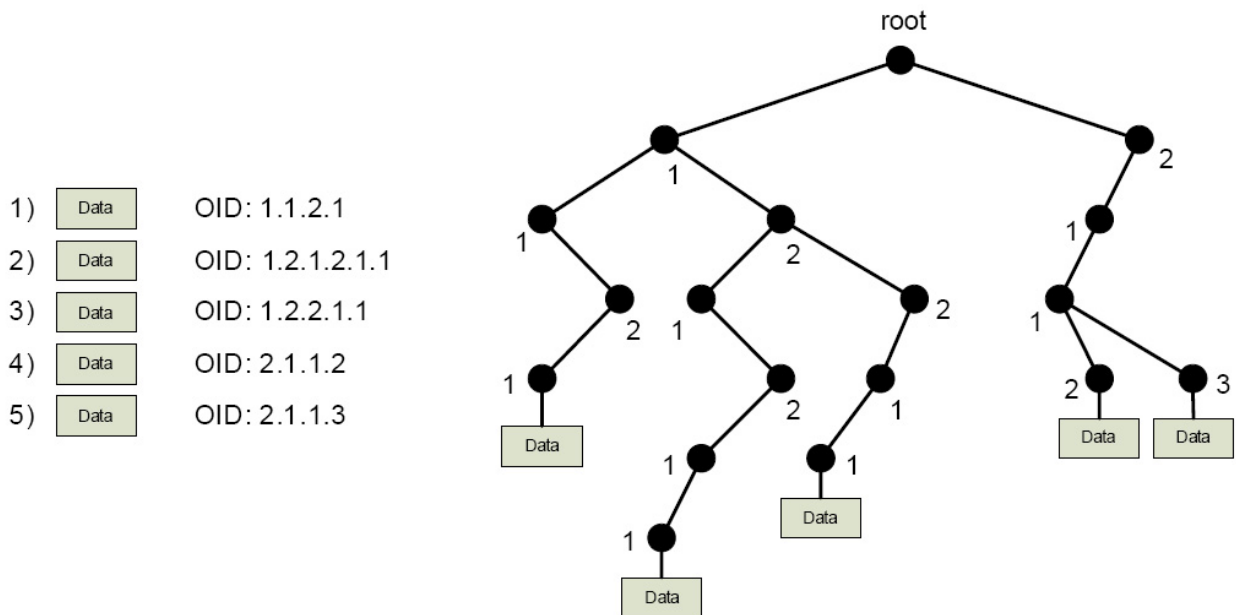 root
1
2
1) Data OID: 1.1.2.1
1
2
1
2) Data OID: 1.2.1.2.1.1
3) Data OID: 1.2.2.1.1
2
1
2
1
4) Data OID: 2.1.1.2
1
2
1
2
3
5) Data OID: 2.1.1.3
Data
Data
Data
1
1
Data
1
Data